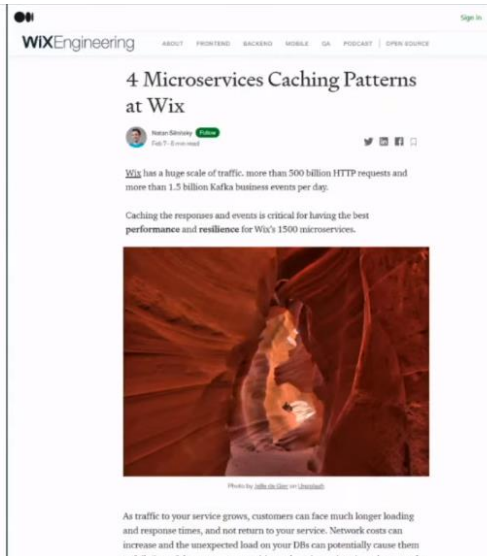 Sign In
WiXEngineering
ABOUT FRONTEND BACKEND MOBILE QA PODCAST | OPEN SOURCE
4 Microservices Caching Patterns
at Wix
Natan Silnitsky Follow
Feb 7 · 6 min read
Wix has a huge scale of traffic. more than 500 billion HTTP requests and
more than 1.5 billion Kafka business events per day.
Caching the responses and events is critical for having the best
performance and resilience for Wix's 1500 microservices.
Photo by on Unsplash
As traffic to your service grows, customers can face much longer loading
and response times, and not return to your service. Network costs can
increase and the unexpected load on your DBs can potentially cause them